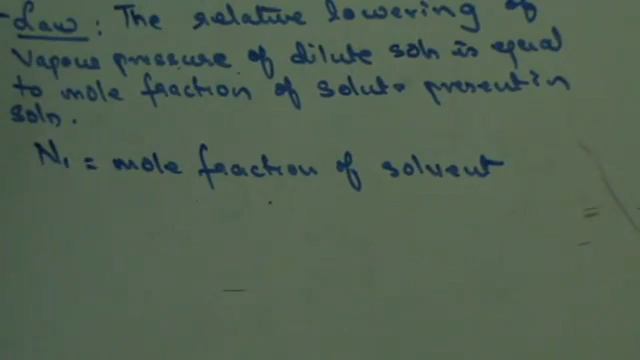 - Law : The relative lowering of
Vapour pressure of dilute soln is equal
to mole fraction of solute present in
soln.
N₁ = mole fraction of solvent